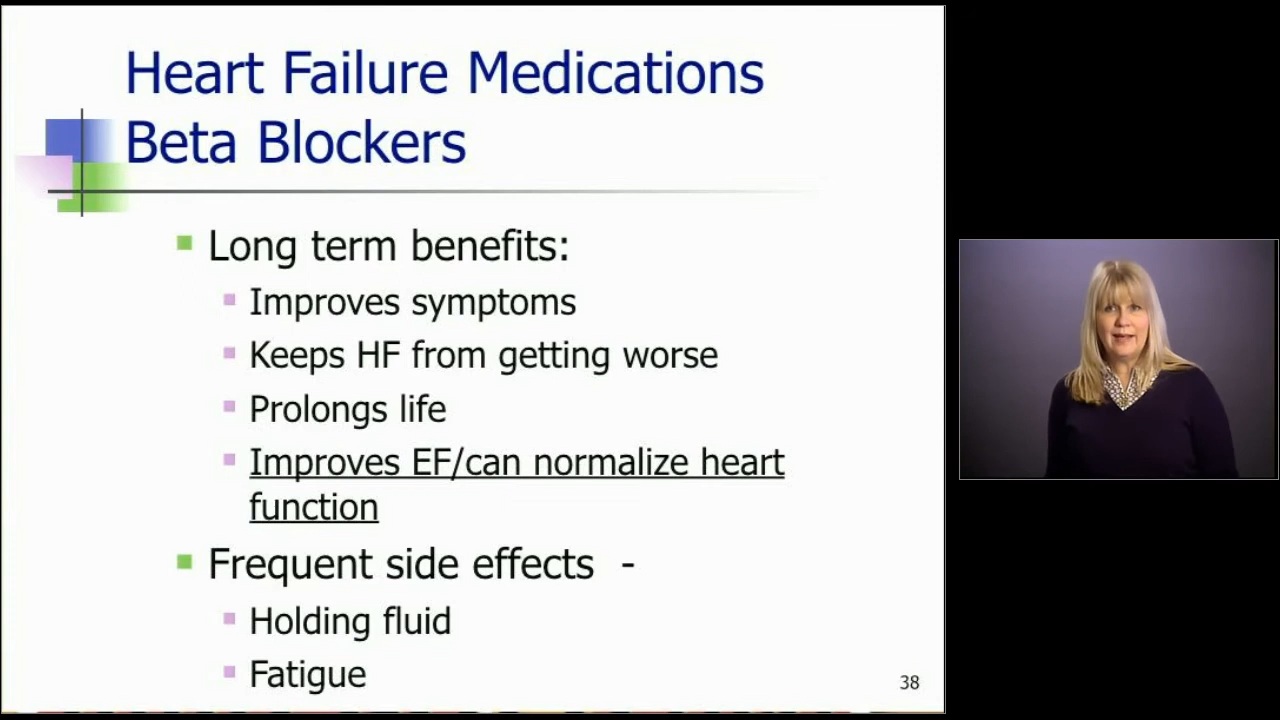 Heart Failure Medications
Beta Blockers
Long term benefits:
Improves symptoms
Keeps HF from getting worse
Prolongs life
Improves EF/can normalize heart
function
Frequent side effects  -
Holding fluid
Fatigue
38